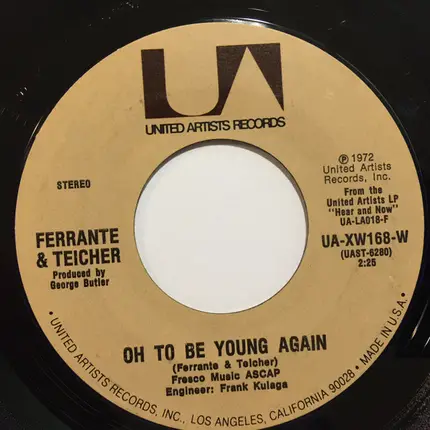 UA
UNITED ARTISTS RECORDS
STEREO
℗ 1972
United Artists
Records, Inc.
From the
United Artists LP
"Hear and Now"
UA-LA018-F
UA-XW168-W
(UAST-6280)
2:25
FERRANTE
& TEICHER
Produced by
George Butler
OH TO BE YOUNG AGAIN
(Ferrante & Teicher)
Fresco Music ASCAP
Engineer: Frank Kulaga
• UNITED ARTISTS RECORDS, INC., LOS ANGELES, CALIFORNIA 90028 • MADE IN U.S.A. •